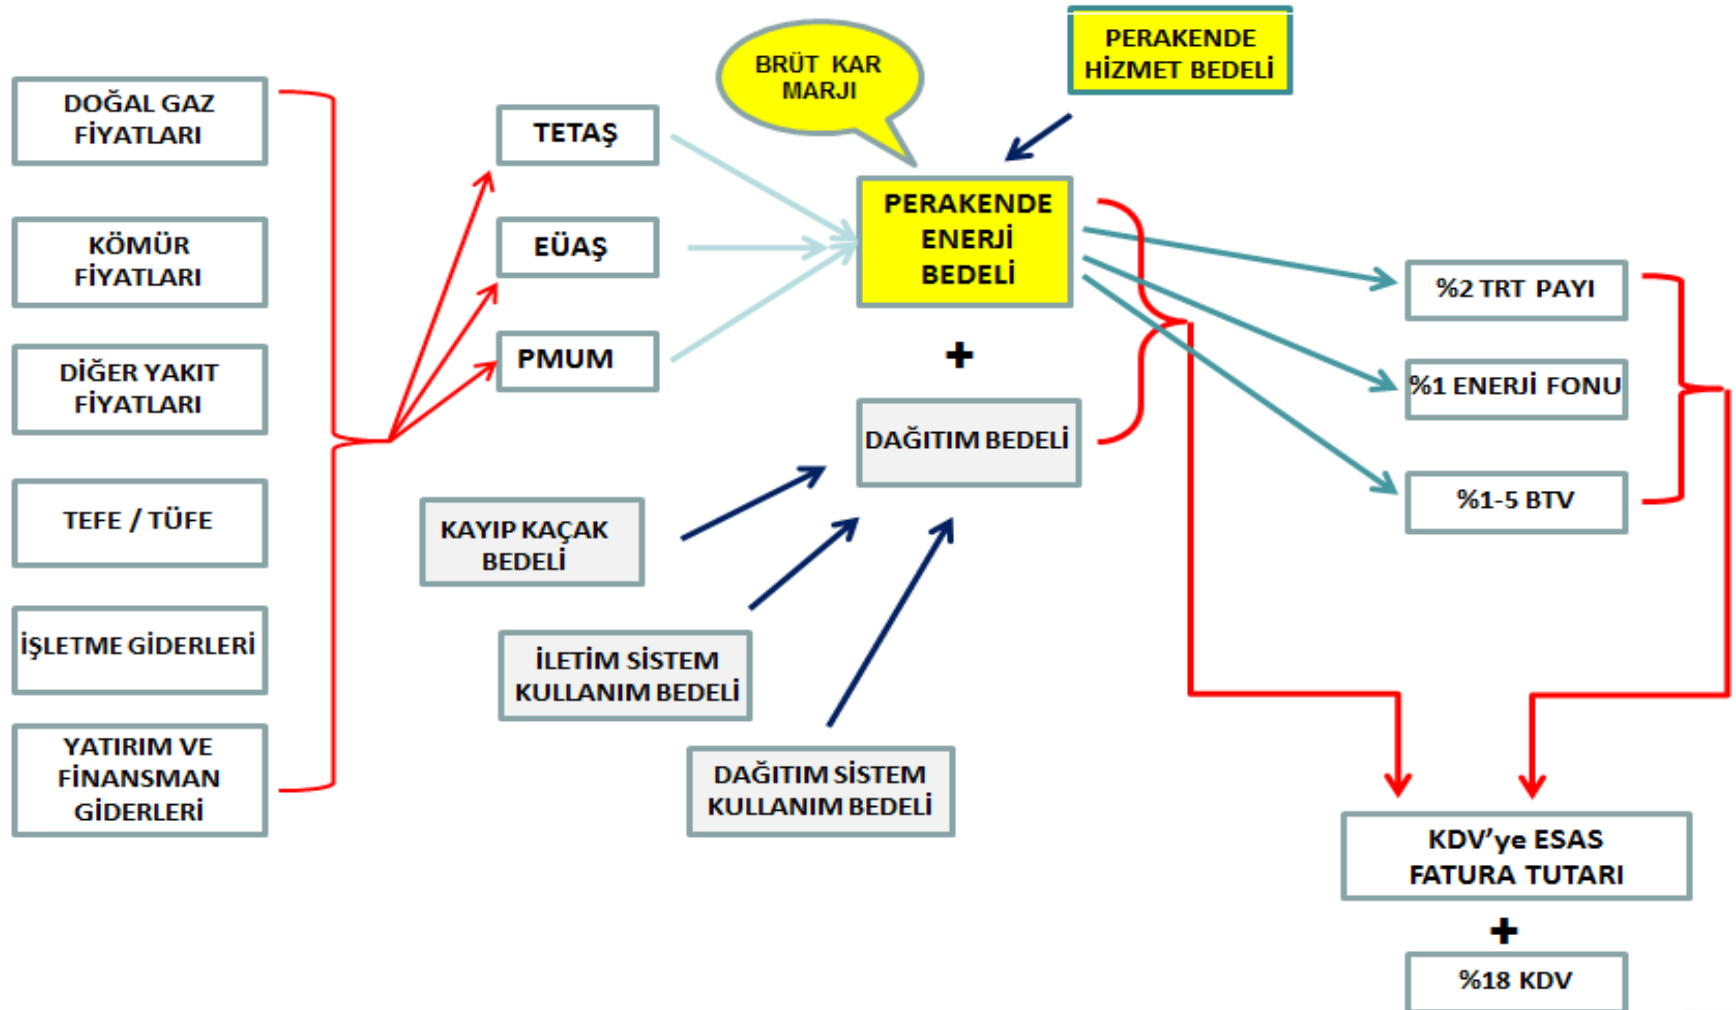 DOĞAL GAZ
FİYATLARI
KÖMÜR
FİYATLARI
DİĞER YAKIT
FİYATLARI
TEFE / TÜFE
İŞLETME GİDERLERİ
YATIRIM VE
FİNANSMAN
GİDERLERİ
TETAŞ
EÜAŞ
PMUM
BRÜT KAR
MARJI
PERAKENDE
HİZMET BEDELİ
PERAKENDE
ENERJİ
BEDELİ
+
DAĞITIM BEDELİ
KAYIP KAÇAK
BEDELİ
İLETİM SİSTEM
KULLANIM BEDELİ
DAĞITIM SİSTEM
KULLANIM BEDELİ
%2 TRT PAYI
%1 ENERJİ FONU
%1-5 BTV
KDV’ye ESAS
FATURA TUTARI
+
%18 KDV